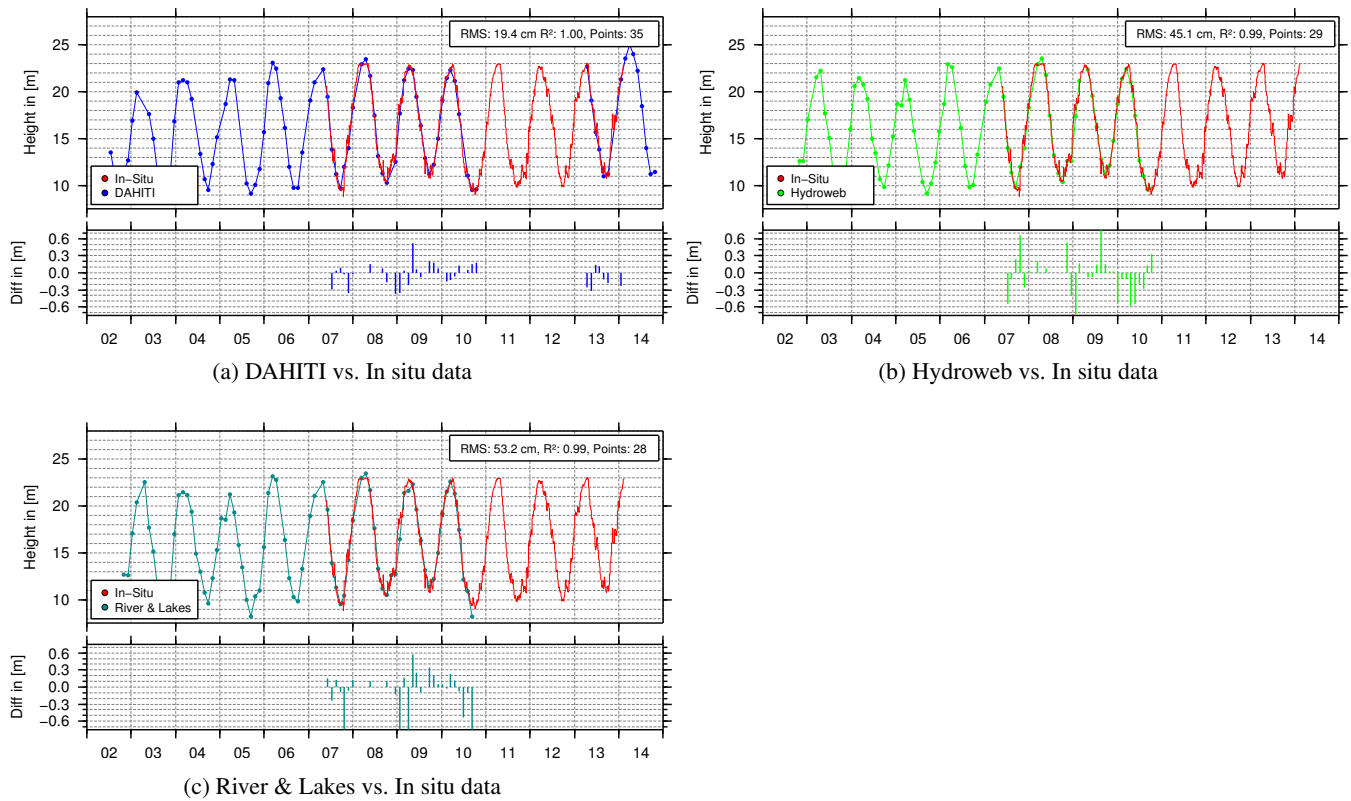 RMS: 19.4 cm R²: 1.00, Points: 35
Height in [m]
25
20
15
10
In−Situ
DAHITI
Diff in [m]
0.6
0.3
0.0
−0.3
−0.6
02 03 04 05 06 07 08 09 10 11 12 13 14
(a) DAHITI vs. In situ data
RMS: 45.1 cm, R²: 0.99, Points: 29
Height in [m]
25
20
15
10
In−Situ
Hydroweb
Diff in [m]
0.6
0.3
0.0
−0.3
−0.6
02 03 04 05 06 07 08 09 10 11 12 13 14
(b) Hydroweb vs. In situ data
RMS: 53.2 cm, R²: 0.99, Points: 28
Height in [m]
25
20
15
10
In−Situ
River & Lakes
Diff in [m]
0.6
0.3
0.0
−0.3
−0.6
02 03 04 05 06 07 08 09 10 11 12 13 14
(c) River & Lakes vs. In situ data